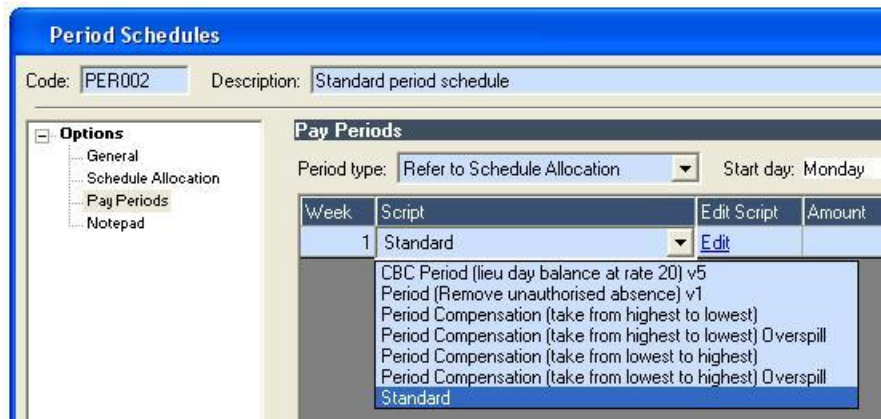 Period Schedules
Code: PER002 Description: Standard period schedule
Options
General
Schedule Allocation
Pay Periods
Notepad
Pay Periods
Period type: Refer to Schedule Allocation Start day: Monday
Week Script Edit Script Amount
1 Standard Edit
CBC Period (lieu day balance at rate 20) v5
Period (Remove unauthorised absence) v1
Period Compensation (take from highest to lowest)
Period Compensation (take from highest to lowest) Overspill
Period Compensation (take from lowest to highest)
Period Compensation (take from lowest to highest) Overspill
Standard